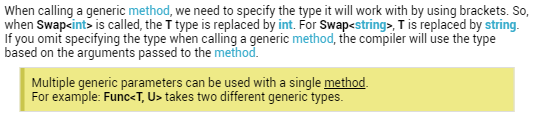 When calling a generic method, we need to specify the type it will work with by using brackets. So,
when Swap<int> is called, the T type is replaced by int. For Swap<string>, T is replaced by string.
If you omit specifying the type when calling a generic method, the compiler will use the type
based on the arguments passed to the method.
Multiple generic parameters can be used with a single method.
For example: Func<T, U> takes two different generic types.